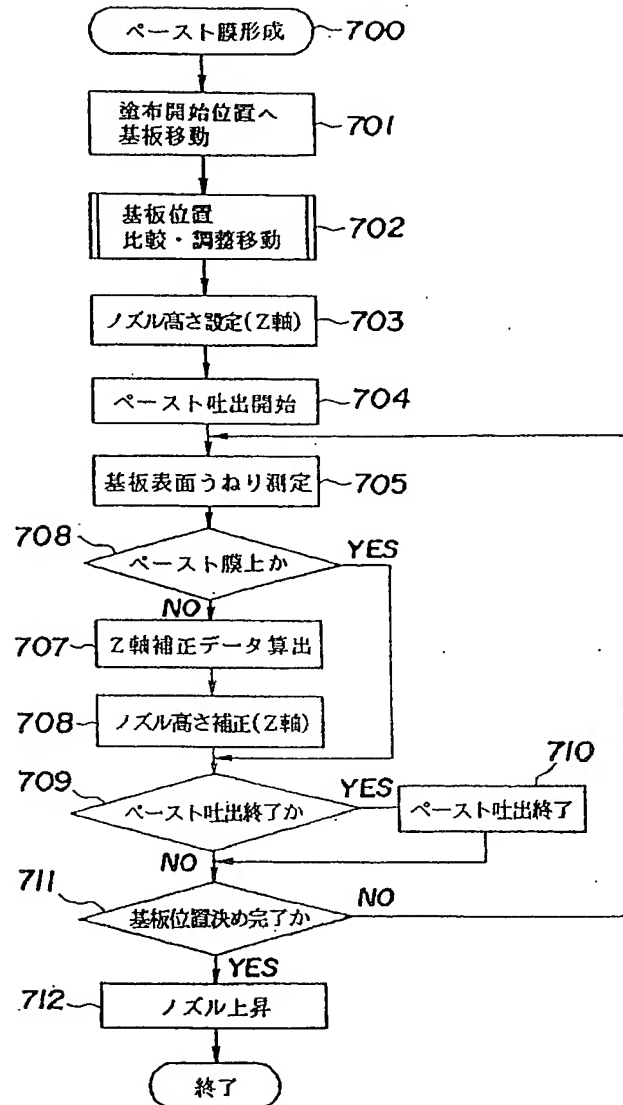 ペースト膜形成
700
塗布開始位置へ
基板移動
701
基板位置
比較・調整移動
702
ノズル高さ設定(Z軸)
703
ペースト吐出開始
704
基板表面うねり測定
705
708
ペースト膜上か
YES
NO
707
Z軸補正データ算出
708
ノズル高さ補正(Z軸)
709
ペースト吐出終了か
YES
710
ペースト吐出終了
NO
711
基板位置決め完了か
NO
YES
712
ノズル上昇
終了